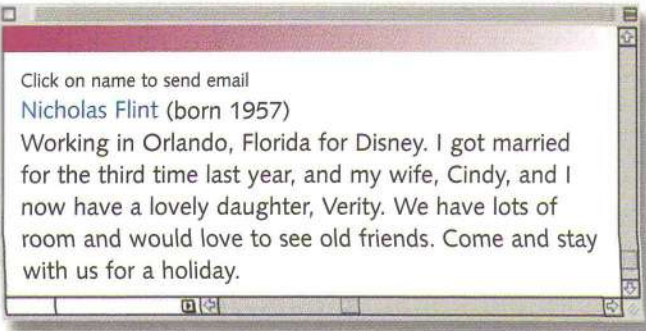 Click on name to send email
Nicholas Flint (born 1957)
Working in Orlando, Florida for Disney. I got married
for the third time last year, and my wife, Cindy, and I
now have a lovely daughter, Verity. We have lots of
room and would love to see old friends. Come and stay
with us for a holiday.